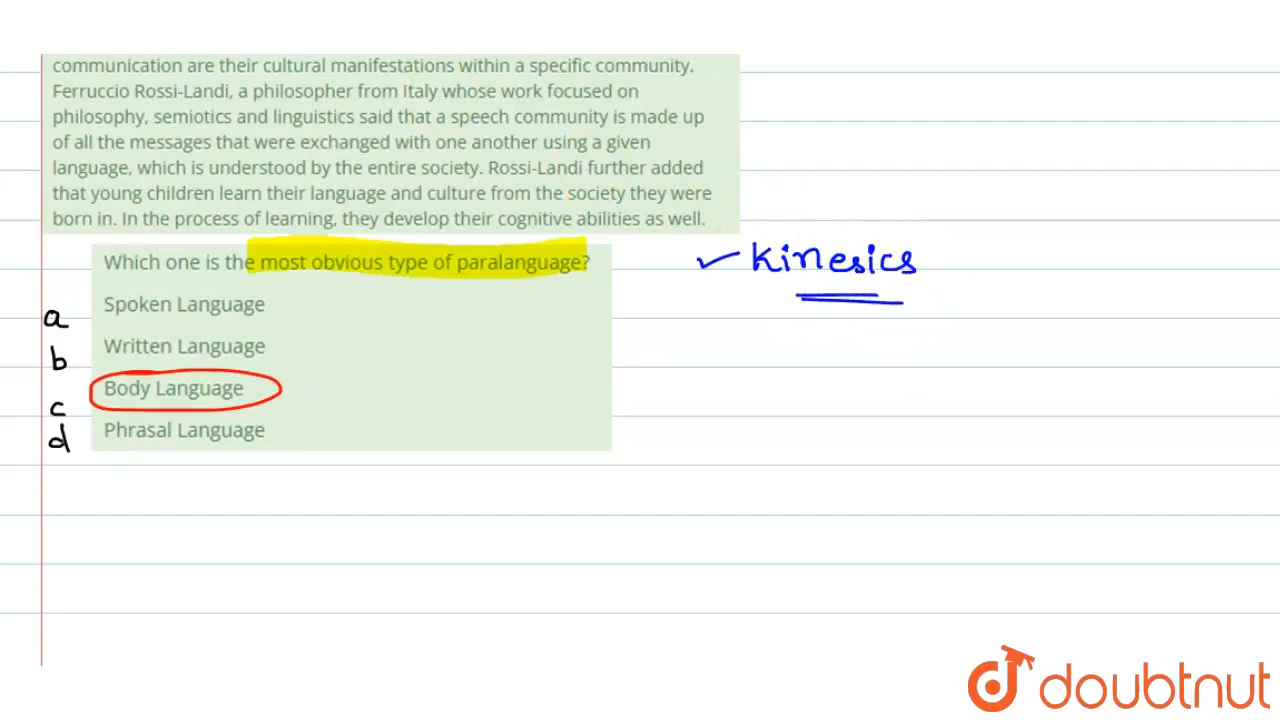 communication are their cultural manifestations within a specific community.
Ferruccio Rossi-Landi, a philosopher from Italy whose work focused on
philosophy, semiotics and linguistics said that a speech community is made up
of all the messages that were exchanged with one another using a given
language, which is understood by the entire society. Rossi-Landi further added
that young children learn their language and culture from the society they were
born in. In the process of learning, they develop their cognitive abilities as well.
Which one is the most obvious type of paralanguage?
✓ Kinesics
a Spoken Language
b Written Language
c Body Language
d Phrasal Language
doubtnut